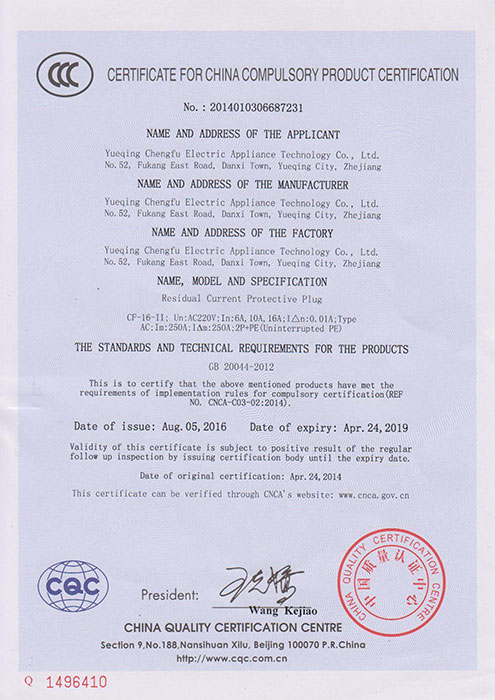 CCC
CERTIFICATE FOR CHINA COMPULSORY PRODUCT CERTIFICATION
No. : 2014010306687231
NAME AND ADDRESS OF THE APPLICANT
Yueqing Chengfu Electric Appliance Technology Co., Ltd.
No. 52, Fukang East Road, Danxi Town, Yueqing City, Zhejiang
NAME AND ADDRESS OF THE MANUFACTURER
Yueqing Chengfu Electric Appliance Technology Co., Ltd.
No. 52, Fukang East Road, Danxi Town, Yueqing City, Zhejiang
NAME AND ADDRESS OF THE FACTORY
Yueqing Chengfu Electric Appliance Technology Co., Ltd.
No. 52, Fukang East Road, Danxi Town, Yueqing City, Zhejiang
NAME, MODEL AND SPECIFICATION
Residual Current Protective Plug
CF-16-II; Un:AC220V;In:6A, 10A, 16A;I△n:0.01A;Type
AC;Im:250A;I∆m:250A;2P+PE(Uninterrupted PE)
THE STANDARDS AND TECHNICAL REQUIREMENTS FOR THE PRODUCTS
GB 20044-2012
This is to certify that the above mentioned products have met the
requirements of implementation rules for compulsory certification(REF
NO. CNCA-C03-02:2014).
Date of issue: Aug. 05, 2016 Date of expiry: Apr. 24, 2019
Validity of this certificate is subject to positive result of the regular
follow up inspection by issuing certification body until the expiry date.
Date of original certification: Apr. 24, 2014
This certificate can be verified through CNCA's website: www.cnca.gov.cn
CQC
President:
Wang Kejiao
CHINA QUALITY CERTIFICATION CENTRE
中国质量认证中心
CHINA QUALITY CERTIFICATION CENTRE
Section 9, No.188, Nansihuan Xilu, Beijing 100070 P.R.China
http://www.cqc.com.cn
Q 1496410